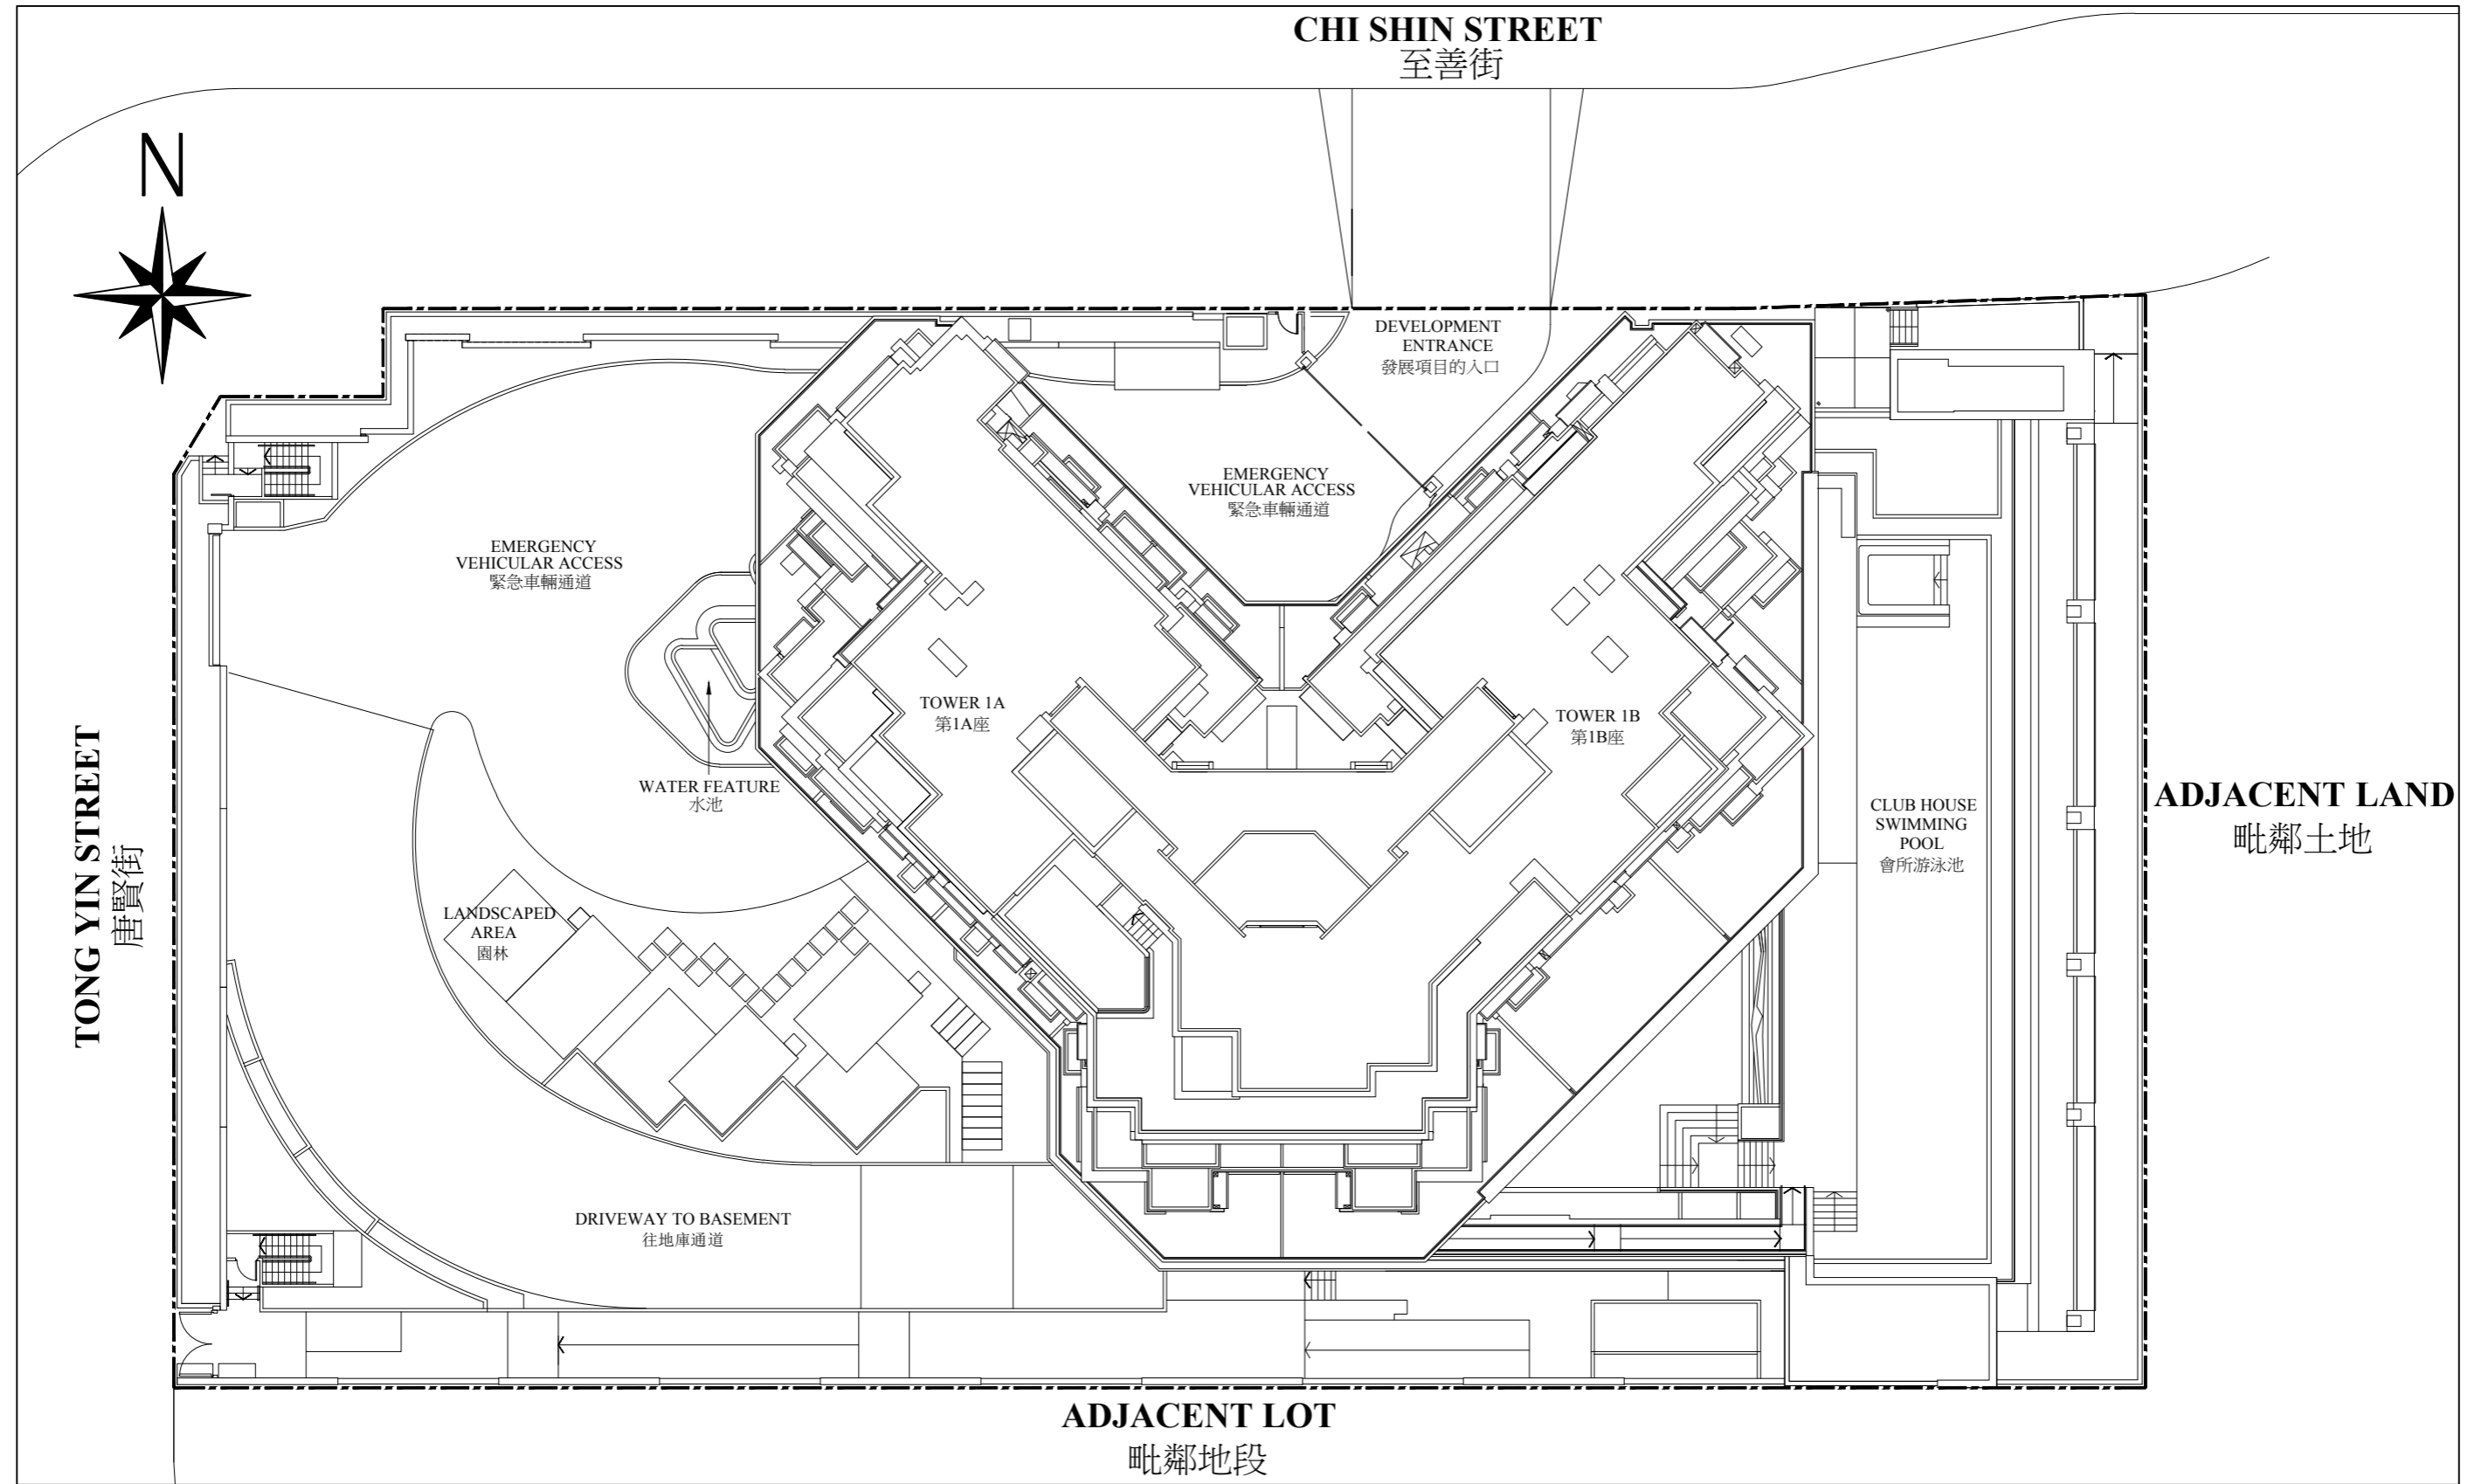 CHI SHIN STREET
至善街
N
DEVELOPMENT
ENTRANCE
發展項目的入口
EMERGENCY
VEHICULAR ACCESS
緊急車輛通道
EMERGENCY
VEHICULAR ACCESS
緊急車輛通道
TOWER 1A
第1A座
TOWER 1B
第1B座
WATER FEATURE
水池
CLUB HOUSE
SWIMMING
POOL
會所游泳池
ADJACENT LAND
毗鄰土地
TONG YIN STREET
唐賢街
LANDSCAPED
AREA
園林
DRIVEWAY TO BASEMENT
往地庫通道
ADJACENT LOT
毗鄰地段